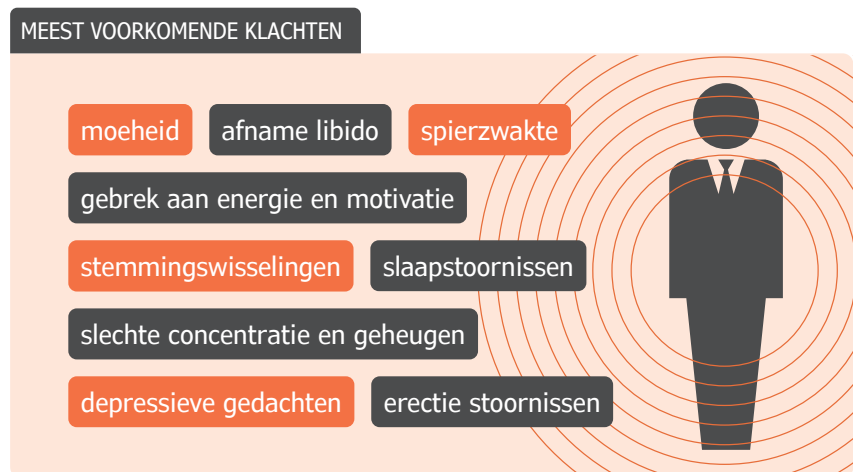 MEEST VOORKOMENDE KLACHTEN
moeheid afname libido spierzwakte
gebrek aan energie en motivatie
stemmingswisselingen slaapstoornissen
slechte concentratie en geheugen
depressieve gedachten erectie stoornissen